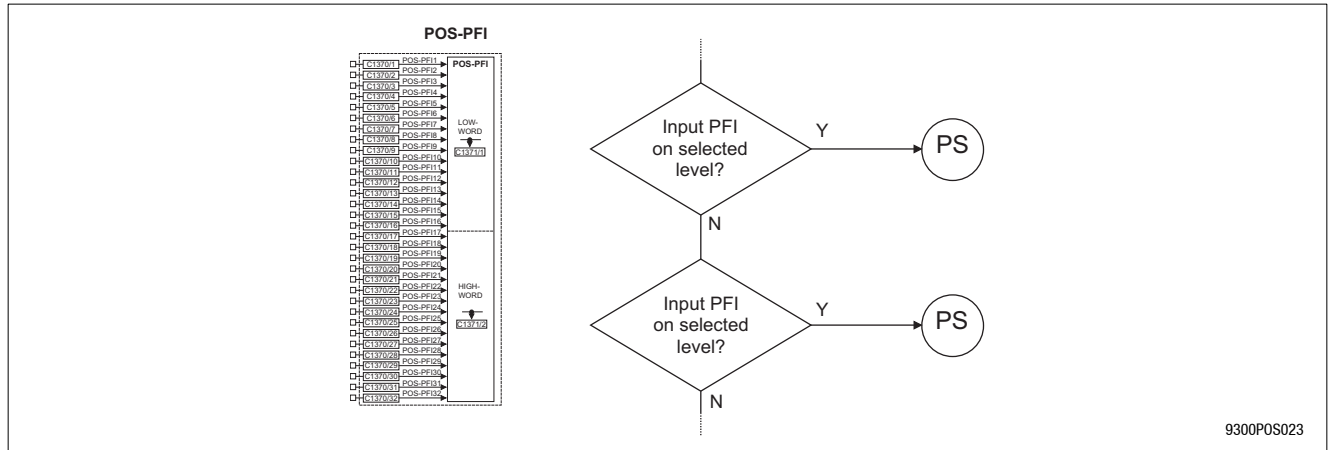 POS-PFI
POS-PFI
C1370/1 POS-PFI1
C1370/2 POS-PFI2
C1370/3 POS-PFI3
C1370/4 POS-PFI4
C1370/5 POS-PFI5
C1370/6 POS-PFI6
C1370/7 POS-PFI7
C1370/8 POS-PFI8
C1370/9 POS-PFI9
C1370/10 POS-PFI10
C1370/11 POS-PFI11
C1370/12 POS-PFI12
C1370/13 POS-PFI13
C1370/14 POS-PFI14
C1370/15 POS-PFI15
C1370/16 POS-PFI16
C1370/17 POS-PFI17
C1370/18 POS-PFI18
C1370/19 POS-PFI19
C1370/20 POS-PFI20
C1370/21 POS-PFI21
C1370/22 POS-PFI22
C1370/23 POS-PFI23
C1370/24 POS-PFI24
C1370/25 POS-PFI25
C1370/26 POS-PFI26
C1370/27 POS-PFI27
C1370/28 POS-PFI28
C1370/29 POS-PFI29
C1370/30 POS-PFI30
C1370/31 POS-PFI31
C1370/32 POS-PFI32
LOW-
WORD
C1371/1
HIGH-
WORD
C1371/2
Input PFI
on selected
level?
Y
PS
N
Input PFI
on selected
level?
Y
PS
N
9300POS023